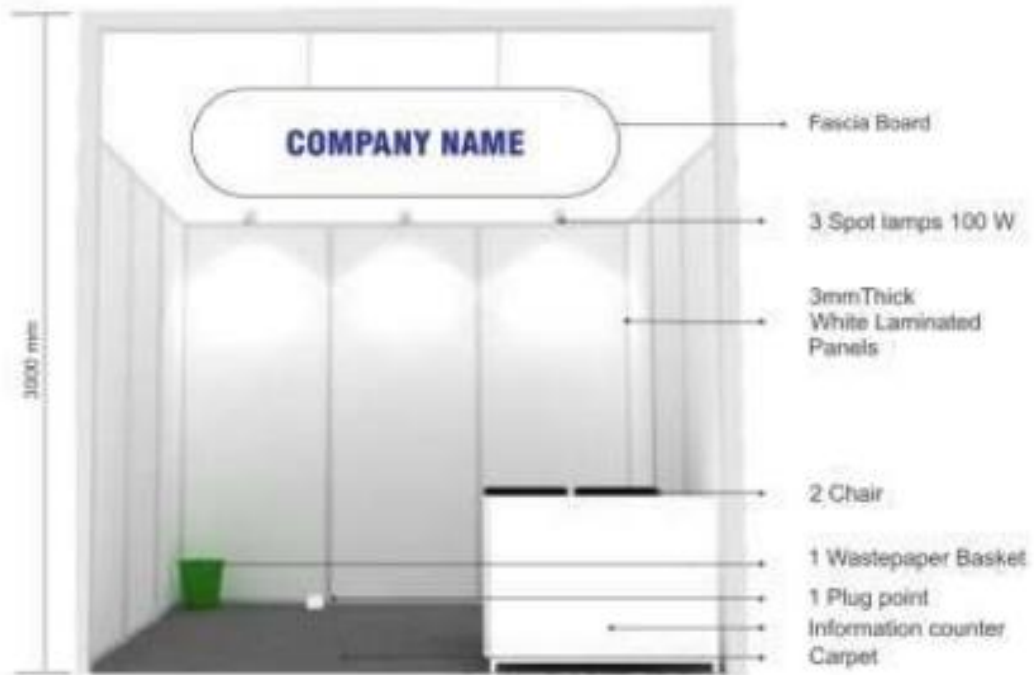 COMPANY NAME
Fascia Board
3 Spot lamps 100 W
3mmThick
White Laminated
Panels
3000 mm
2 Chair
1 Wastepaper Basket
1 Plug point
Information counter
Carpet